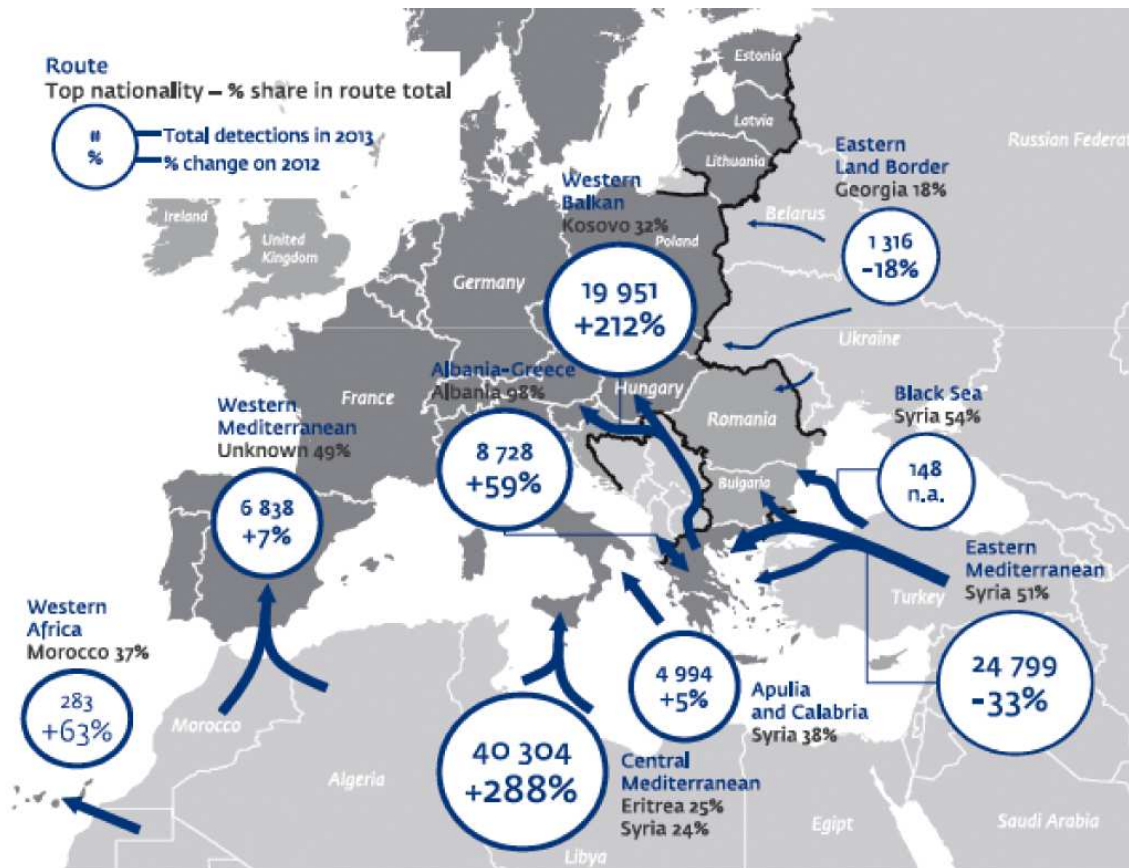 Route
Top nationality – % share in route total
#
%
Total detections in 2013
% change on 2012
Estonia
Latvia
Lithuania
Russian Federat
Eastern
Land Border
Georgia 18%
1 316
-18%
Belarus
Ireland
United
Kingdom
Western
Balkan
Kosovo 32%
Poland
19 951
+212%
Germany
Ukraine
Albania-Greece
Albania 98%
Hungary
France
Romania
Black Sea
Syria 54%
148
n.a.
Western
Mediterranean
Unknown 49%
8 728
+59%
6 838
+7%
Bulgaria
Eastern
Mediterranean
Syria 51%
Turkey
24 799
-33%
Western
Africa
Morocco 37%
283
+63%
Morocco
4 994
+5%
Apulia
and Calabria
Syria 38%
40 304
+288%
Central
Mediterranean
Eritrea 25%
Syria 24%
Algeria
Libya
Egipt
Saudi Arabia